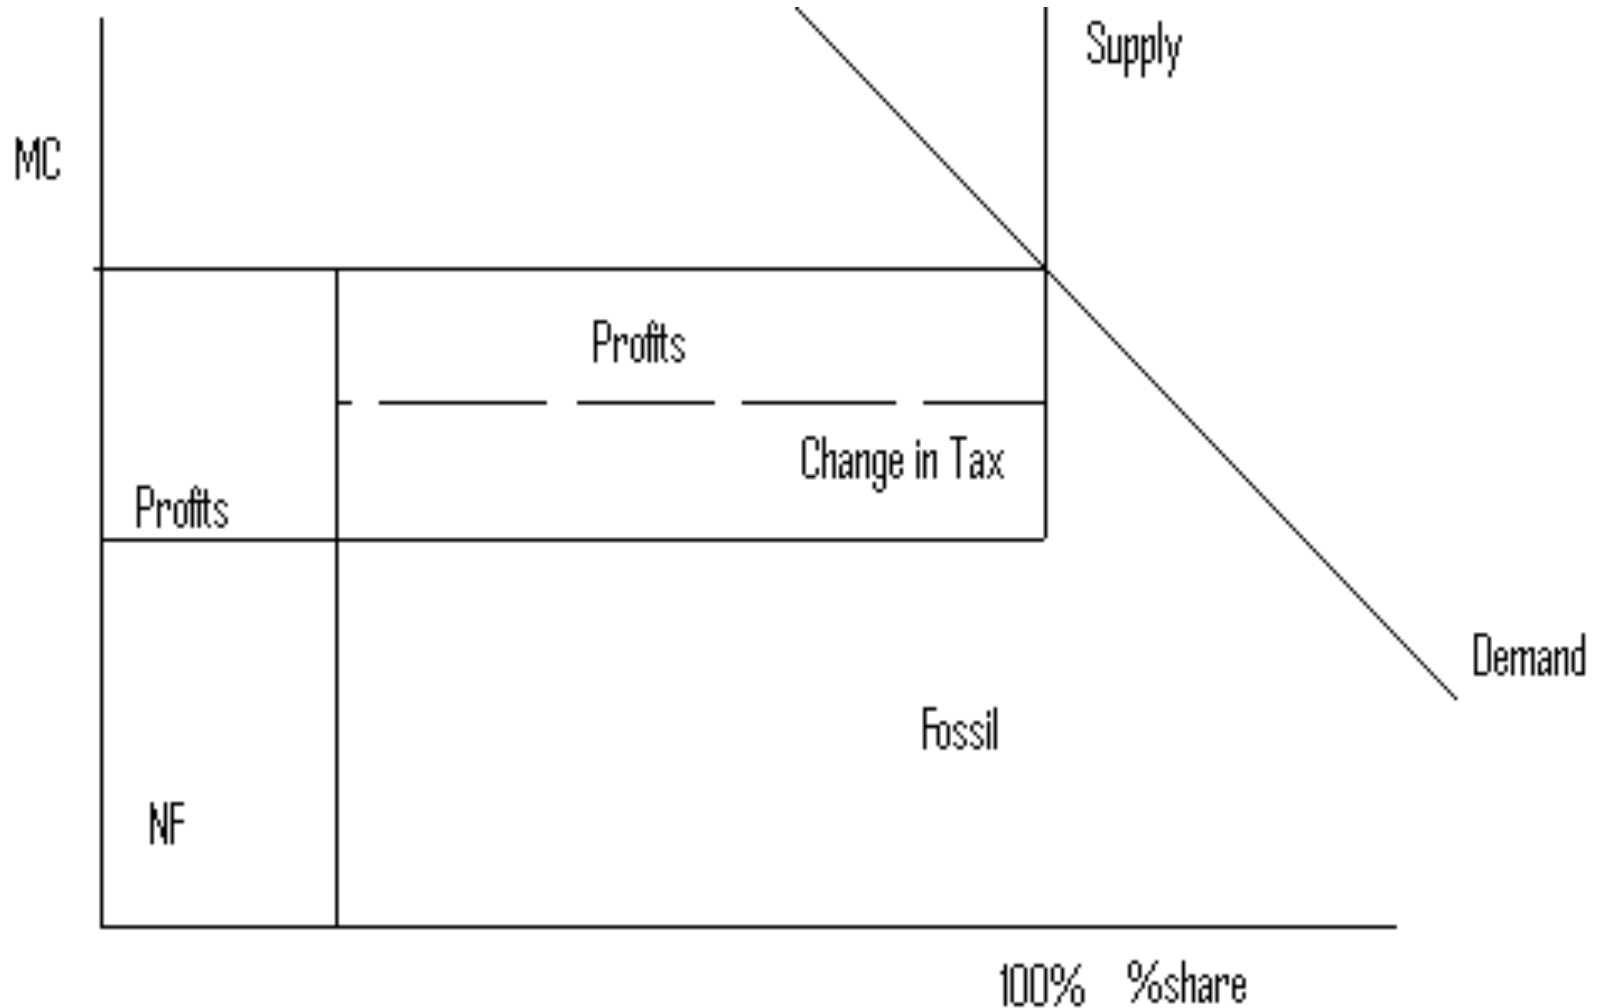 Supply
MC
Profits
Change in Tax
Profits
Demand
Fossil
NF
100% %share